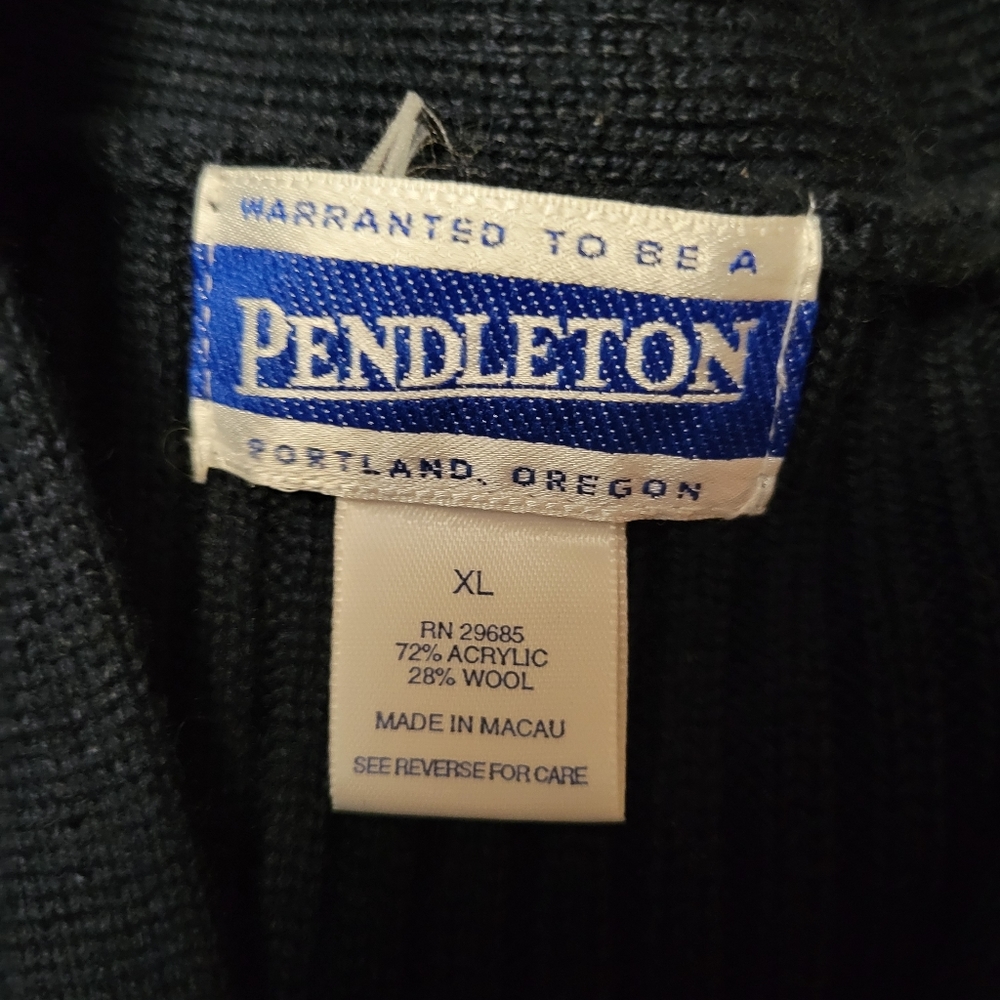 WARRANTED TO BE A
PENDLETON
PORTLAND, OREGON
XL
RN 29685
72% ACRYLIC
28% WOOL
MADE IN MACAU
SEE REVERSE FOR CARE